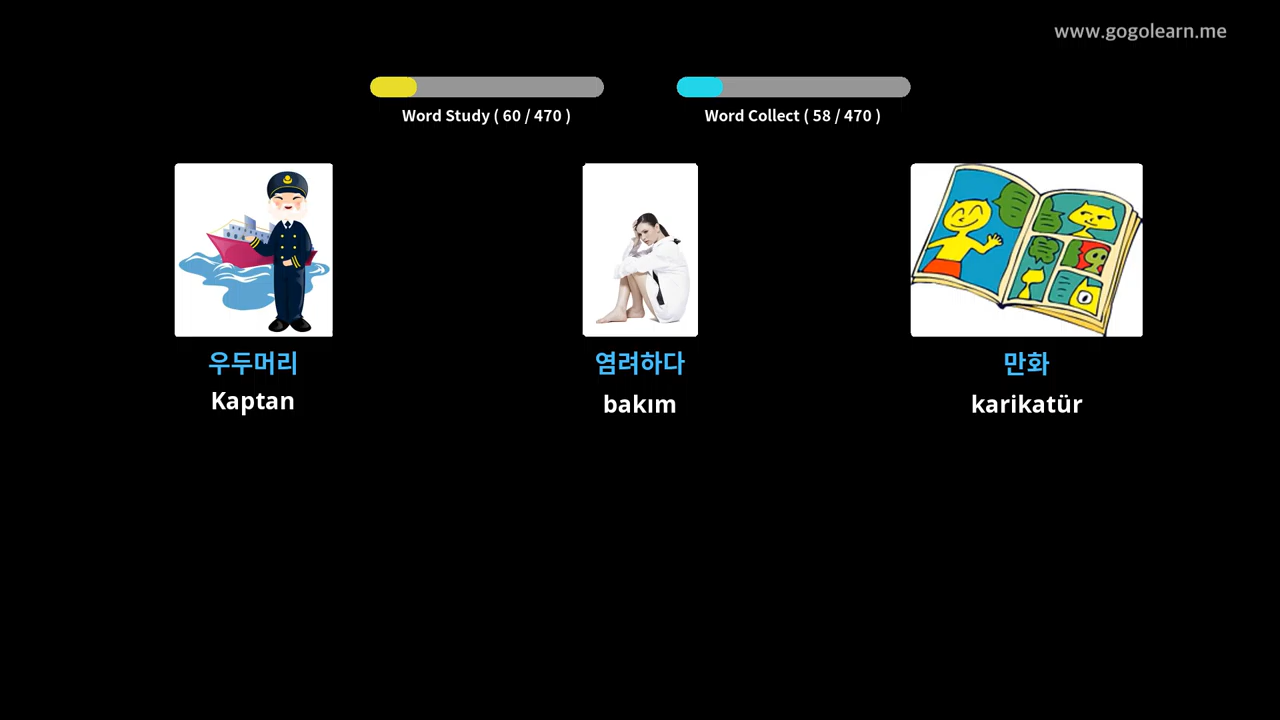 www.gogolearn.me
Word Study ( 60 / 470 )
Word Collect ( 58 / 470 )
우두머리
Kaptan
염려하다
bakım
만화
karikatür